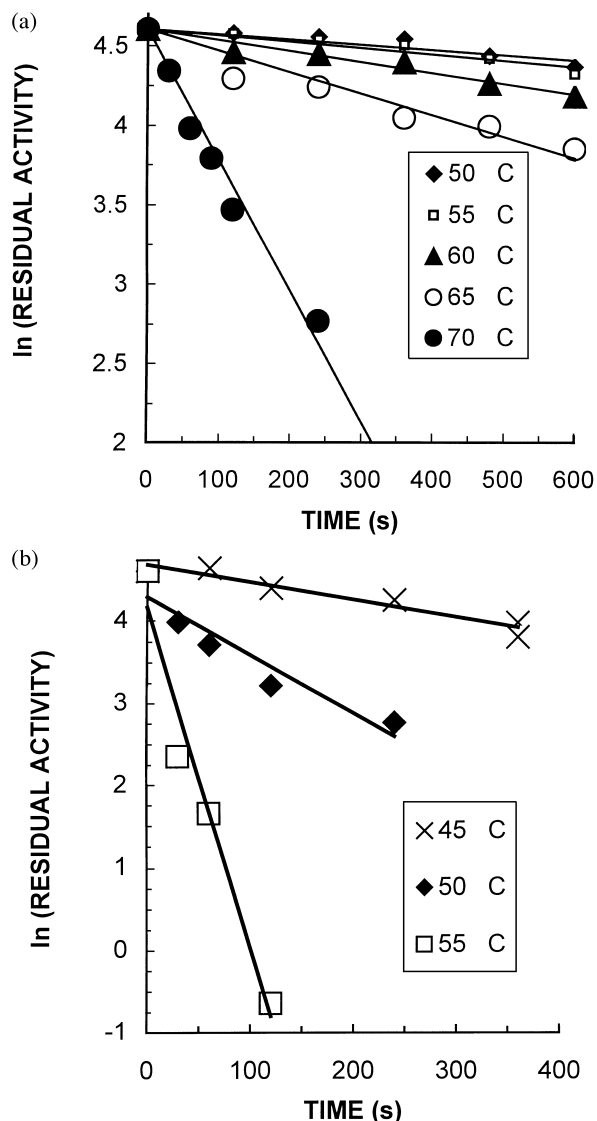 (a)
4.5
4
3.5
3
2.5
2
ln (RESIDUAL ACTIVITY)
50 C
55 C
60 C
65 C
70 C
0 100 200 300 400 500 600
TIME (s)
(b)
4
3
2
1
0
-1
ln (RESIDUAL ACTIVITY)
45 C
50 C
55 C
0 100 200 300 400
TIME (s)